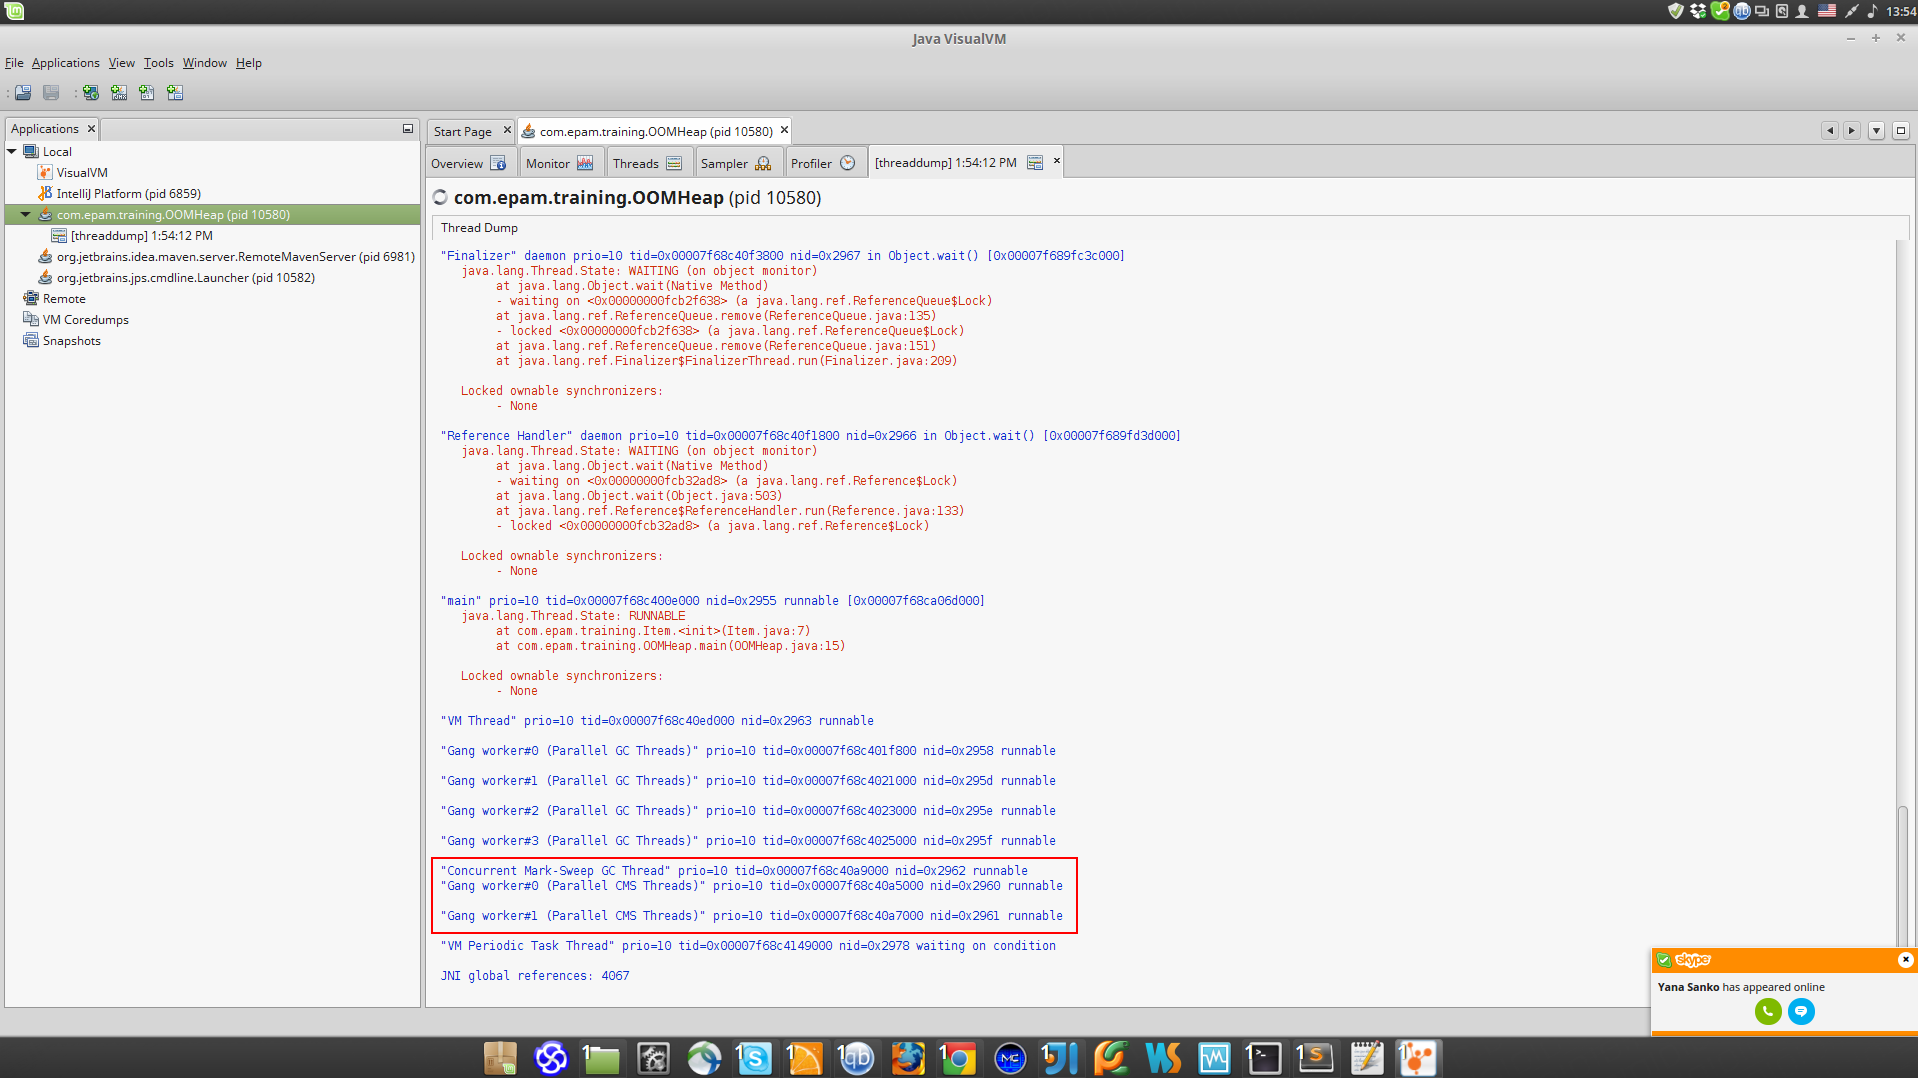 13:54
Java VisualVM
File Applications View Tools Window Help
Applications
Local
VisualVM
IntelliJ Platform (pid 6859)
com.epam.training.OOMHeap (pid 10580)
[threaddump] 1:54:12 PM
org.jetbrains.idea.maven.server.RemoteMavenServer (pid 6981)
org.jetbrains.jps.cmdline.Launcher (pid 10582)
Remote
VM Coredumps
Snapshots
Start Page com.epam.training.OOMHeap (pid 10580)
Overview Monitor Threads Sampler Profiler [threaddump] 1:54:12 PM
com.epam.training.OOMHeap (pid 10580)
Thread Dump
"Finalizer" daemon prio=10 tid=0x00007f68c40f3800 nid=0x2967 in Object.wait() [0x00007f689fc3c000]
java.lang.Thread.State: WAITING (on object monitor)
at java.lang.Object.wait(Native Method)
- waiting on <0x00000000fcb2f638> (a java.lang.ref.ReferenceQueue$Lock)
at java.lang.ref.ReferenceQueue.remove(ReferenceQueue.java:135)
- locked <0x00000000fcb2f638> (a java.lang.ref.ReferenceQueue$Lock)
at java.lang.ref.ReferenceQueue.remove(ReferenceQueue.java:151)
at java.lang.ref.Finalizer$FinalizerThread.run(Finalizer.java:209)
Locked ownable synchronizers:
- None
"Reference Handler" daemon prio=10 tid=0x00007f68c40f1800 nid=0x2966 in Object.wait() [0x00007f689fd3d000]
java.lang.Thread.State: WAITING (on object monitor)
at java.lang.Object.wait(Native Method)
- waiting on <0x00000000fcb32ad8> (a java.lang.ref.Reference$Lock)
at java.lang.Object.wait(Object.java:503)
at java.lang.ref.Reference$ReferenceHandler.run(Reference.java:133)
- locked <0x00000000fcb32ad8> (a java.lang.ref.Reference$Lock)
Locked ownable synchronizers:
- None
"main" prio=10 tid=0x00007f68c400e000 nid=0x2955 runnable [0x00007f68ca06d000]
java.lang.Thread.State: RUNNABLE
at com.epam.training.Item.<init>(Item.java:7)
at com.epam.training.OOMHeap.main(OOMHeap.java:15)
Locked ownable synchronizers:
- None
"VM Thread" prio=10 tid=0x00007f68c40ed000 nid=0x2963 runnable
"Gang worker#0 (Parallel GC Threads)" prio=10 tid=0x00007f68c401f800 nid=0x2958 runnable
"Gang worker#1 (Parallel GC Threads)" prio=10 tid=0x00007f68c4021000 nid=0x295d runnable
"Gang worker#2 (Parallel GC Threads)" prio=10 tid=0x00007f68c4023000 nid=0x295e runnable
"Gang worker#3 (Parallel GC Threads)" prio=10 tid=0x00007f68c4025000 nid=0x295f runnable
"Concurrent Mark-Sweep GC Thread" prio=10 tid=0x00007f68c40a9000 nid=0x2962 runnable
"Gang worker#0 (Parallel CMS Threads)" prio=10 tid=0x00007f68c40a5000 nid=0x2960 runnable
"Gang worker#1 (Parallel CMS Threads)" prio=10 tid=0x00007f68c40a7000 nid=0x2961 runnable
"VM Periodic Task Thread" prio=10 tid=0x00007f68c4149000 nid=0x2978 waiting on condition
JNI global references: 4067
skype
Yana Sanko has appeared online